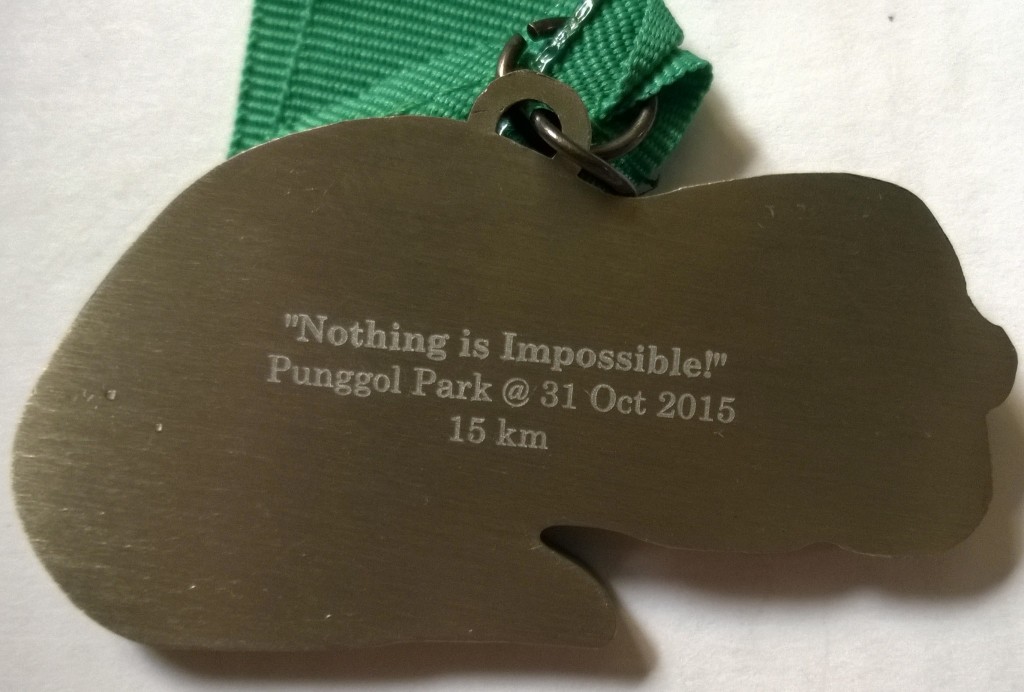 "Nothing is Impossible!"
Punggol Park @ 31 Oct 2015
15 km